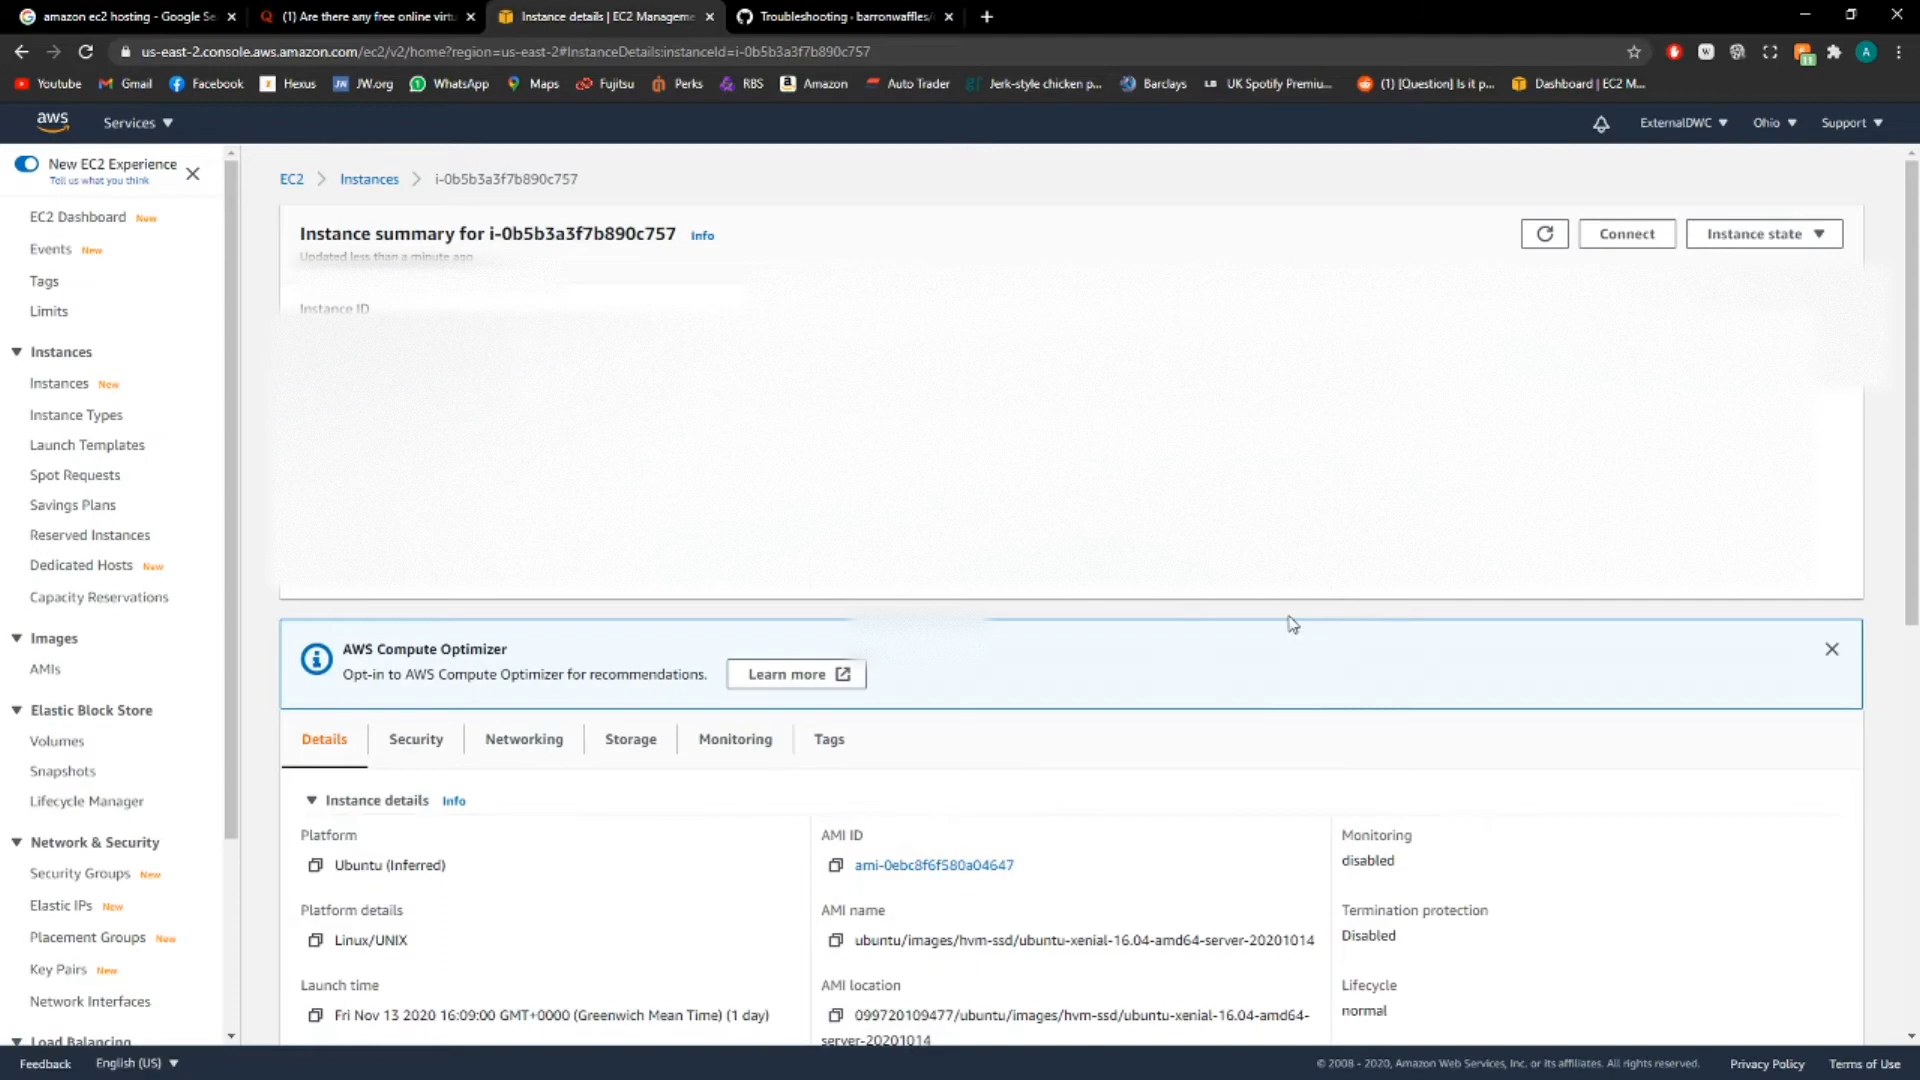 amazon ec2 hosting - Google Se
(1) Are there any free online virtu
Instance details | EC2 Manageme
Troubleshooting · barronwaffles/
us-east-2.console.aws.amazon.com/ec2/v2/home?region=us-east-2#InstanceDetails:instanceId=i-0b5b3a3f7b890c757
Youtube
Gmail
Facebook
Hexus
JW.org
WhatsApp
Maps
Fujitsu
Perks
RBS
Amazon
Auto Trader
Jerk-style chicken p...
Barclays
UK Spotify Premiu...
(1) [Question] Is it p...
Dashboard | EC2 M...
aws
Services
ExternalDWC
Ohio
Support
New EC2 Experience
Tell us what you think
EC2 Dashboard New
Events New
Tags
Limits
Instances
Instances New
Instance Types
Launch Templates
Spot Requests
Savings Plans
Reserved Instances
Dedicated Hosts New
Capacity Reservations
Images
AMIs
Elastic Block Store
Volumes
Snapshots
Lifecycle Manager
Network & Security
Security Groups New
Elastic IPs New
Placement Groups New
Key Pairs New
Network Interfaces
Load Balancing
EC2 > Instances > i-0b5b3a3f7b890c757
Instance summary for i-0b5b3a3f7b890c757 Info
Updated less than a minute ago
Connect
Instance state
Instance ID
AWS Compute Optimizer
Opt-in to AWS Compute Optimizer for recommendations.
Learn more
Details
Security
Networking
Storage
Monitoring
Tags
Instance details Info
Platform
Ubuntu (Inferred)
AMI ID
ami-0ebc8f6f580a04647
Monitoring
disabled
Platform details
Linux/UNIX
AMI name
ubuntu/images/hvm-ssd/ubuntu-xenial-16.04-amd64-server-20201014
Termination protection
Disabled
Launch time
Fri Nov 13 2020 16:09:00 GMT+0000 (Greenwich Mean Time) (1 day)
AMI location
099720109477/ubuntu/images/hvm-ssd/ubuntu-xenial-16.04-amd64-
server-20201014
Lifecycle
normal
Feedback
English (US)
© 2008 - 2020, Amazon Web Services, Inc. or its affiliates. All rights reserved.
Privacy Policy
Terms of Use